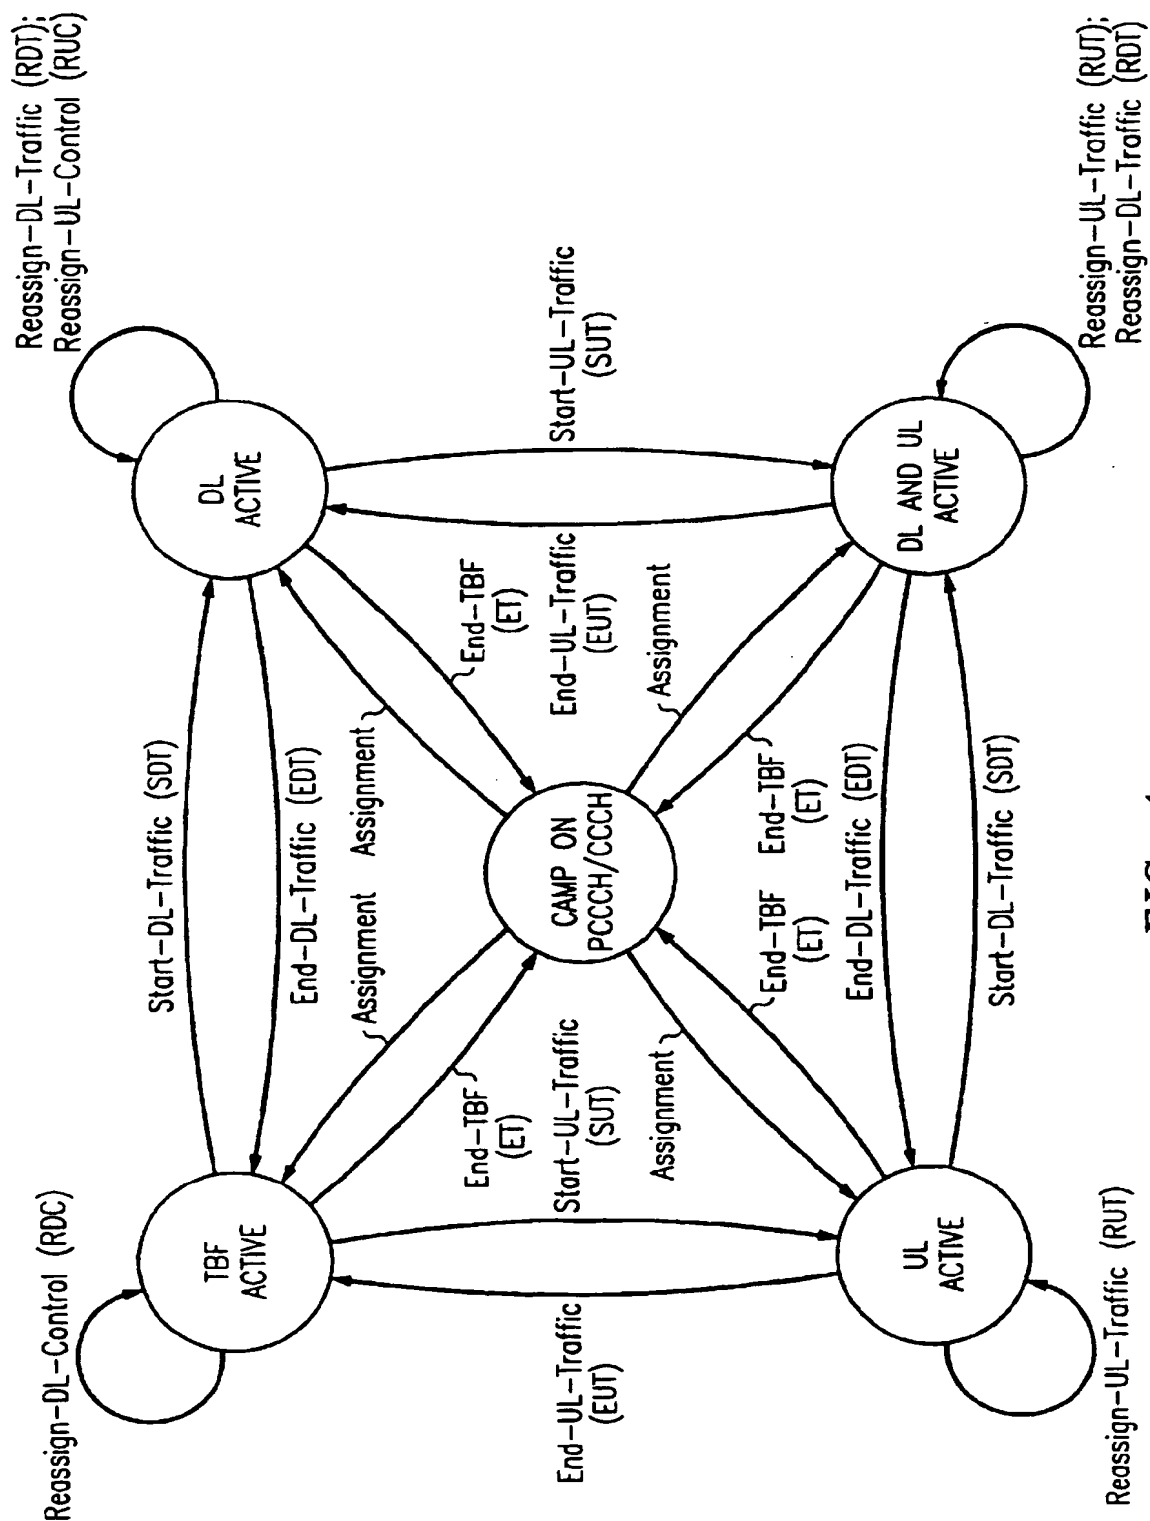 Reassign-DL-Control (RDC)
Reassign-DL-Traffic (RDT);
Reassign-UL-Control (RUC)
Start-DL-Traffic (SDT)
TBF
ACTIVE
DL
ACTIVE
End-DL-Traffic (EDT)
Assignment
Assignment
End-TBF
(ET)
End-TBF
(ET)
End-UL-Traffic
(EUT)
Start-UL-Traffic
(SUT)
CAMP ON
PCCCH/CCCH
End-UL-Traffic
(EUT)
Start-UL-Traffic
(SUT)
Assignment
Assignment
End-TBF
(ET)
End-TBF
(ET)
End-DL-Traffic (EDT)
UL
ACTIVE
DL AND UL
ACTIVE
Start-DL-Traffic (SDT)
Reassign-UL-Traffic (RUT)
Reassign-UL-Traffic (RUT);
Reassign-DL-Traffic (RDT)
FIG.